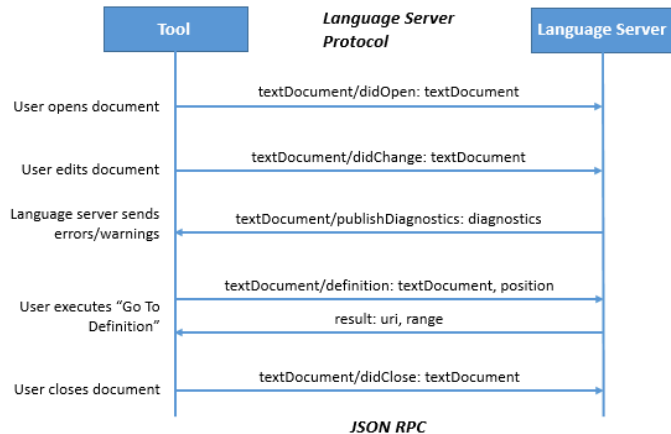 Language Server
Protocol
Tool
Language Server
textDocument/didOpen: textDocument
User opens document
textDocument/didChange: textDocument
User edits document
Language server sends
errors/warnings
textDocument/publishDiagnostics: diagnostics
textDocument/definition: textDocument, position
User executes “Go To
Definition”
result: uri, range
textDocument/didClose: textDocument
User closes document
JSON RPC